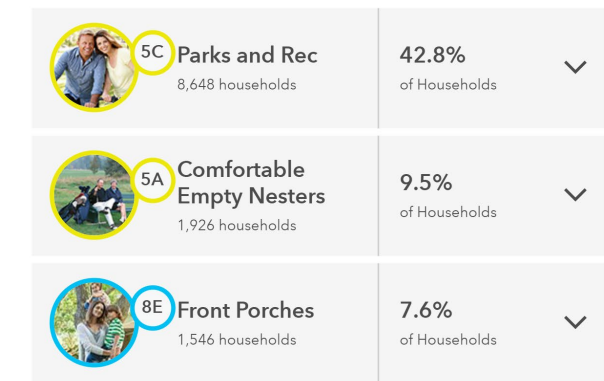 5C Parks and Rec
8,648 households
42.8%
of Households
5A Comfortable
Empty Nesters
1,926 households
9.5%
of Households
8E Front Porches
1,546 households
7.6%
of Households